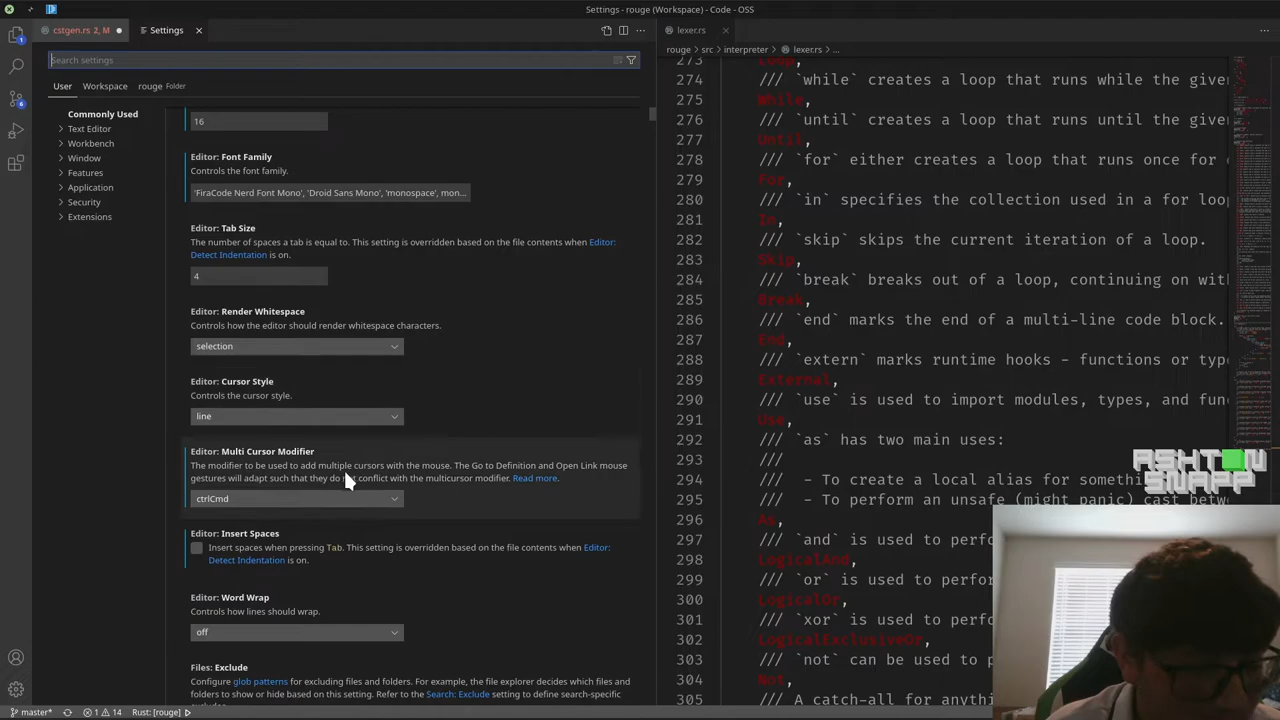 Settings - rouge (Workspace) - Code - OSS
cstgen.rs 2, M
Settings
lexer.rs
Search settings
rouge > src > interpreter > lexer.rs > ...
User
Workspace
rouge Folder
Commonly Used
Text Editor
Workbench
Window
Features
Application
Security
Extensions
16
Editor: Font Family
Controls the font family.
'FiraCode Nerd Font Mono', 'Droid Sans Mono', 'monospace', mon...
Editor: Tab Size
The number of spaces a tab is equal to. This setting is overridden based on the file contents when Editor:
Detect Indentation is on.
4
Editor: Render Whitespace
Controls how the editor should render whitespace characters.
selection
Editor: Cursor Style
Controls the cursor style.
line
Editor: Multi Cursor Modifier
The modifier to be used to add multiple cursors with the mouse. The Go to Definition and Open Link mouse
gestures will adapt such that they do not conflict with the multicursor modifier. Read more.
ctrlCmd
Editor: Insert Spaces
Insert spaces when pressing Tab. This setting is overridden based on the file contents when Editor:
Detect Indentation is on.
Editor: Word Wrap
Controls how lines should wrap.
off
Files: Exclude
Configure glob patterns for excluding files and folders. For example, the file explorer decides which files and
folders to show or hide based on this setting. Refer to the Search: Exclude setting to define search-specific
273 Loop,
274 /// `while` creates a loop that runs while the give
275 While,
276 /// `until` creates a loop that runs until the give
277 Until,
278 /// `for` either creates a loop that runs once for
279 For,
280 /// `in` specifies the collection used in a for loo
281 In,
282 /// `skip` skips the current iteration of a loop.
283 Skip,
284 /// `break` breaks out of a loop, continuing on wit
285 Break,
286 /// `end` marks the end of a multi-line code block.
287 End,
288 /// `extern` marks runtime hooks - functions or type
289 External,
290 /// `use` is used to import modules, types, and fun
291 Use,
292 /// `as` has two main uses:
293 ///
294 /// - To create a local alias for someth
295 /// - To perform an unsafe (might panic) cast betw
296 As,
297 /// `and` is used to perfo
298 LogicalAnd,
299 /// `or` is used to perfor
300 LogicalOr,
301 /// `xor` is used to perfo
302 LogicalExclusiveOr,
303 /// `not` can be used to
304 Not,
305 /// A catch-all for anythi
ASHTON
SNAPP
master*
1 14
Rust: [rouge]
1
6